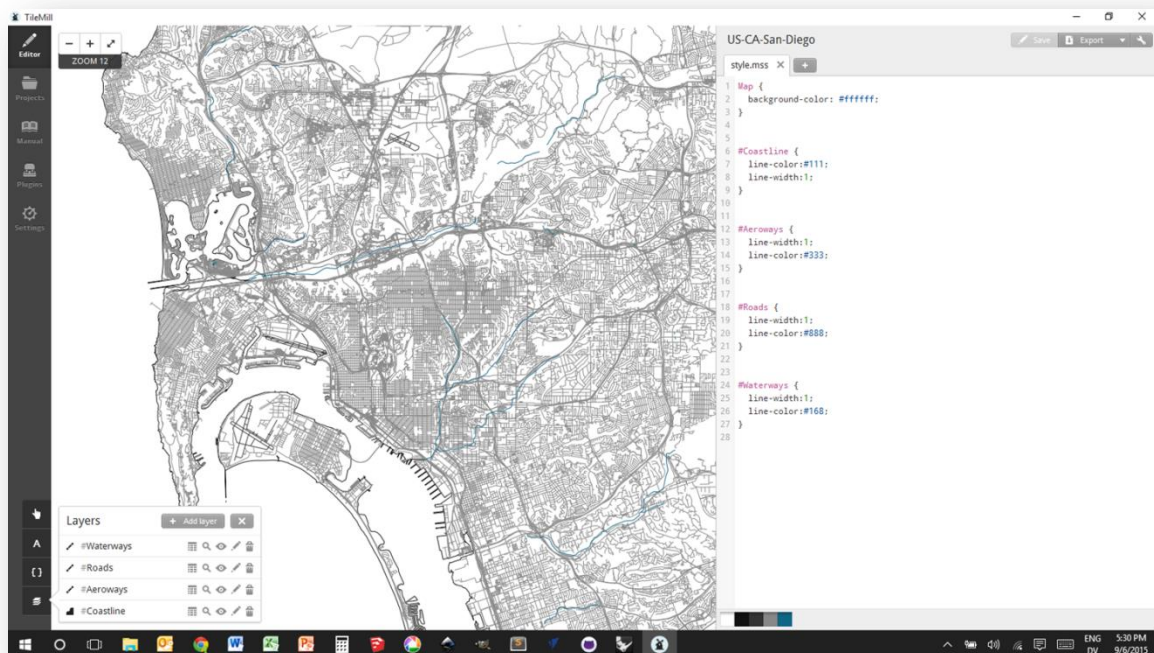 TileMill
Editor
ZOOM 12
Projects
Manual
Plugins
Settings
US-CA-San-Diego
Save
Export
style.mss
1 Map {
2 background-color: #ffffff;
3 }
4
5
6 #Coastline {
7 line-color:#111;
8 line-width:1;
9 }
10
11
12 #Aeroways {
13 line-width:1;
14 line-color:#333;
15 }
16
17
18 #Roads {
19 line-width:1;
20 line-color:#888;
21 }
22
23
24 #Waterways {
25 line-width:1;
26 line-color:#168;
27 }
28
A
{}
Layers
+ Add layer
#Waterways
#Roads
#Aeroways
#Coastline
ENG
DV
5:30 PM
9/6/2015